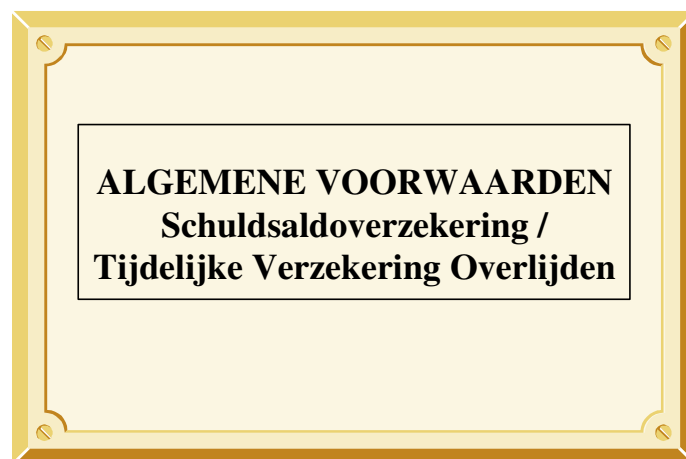 ALGEMENE VOORWAARDEN
Schuldsaldoverzekering /
Tijdelijke Verzekering Overlijden